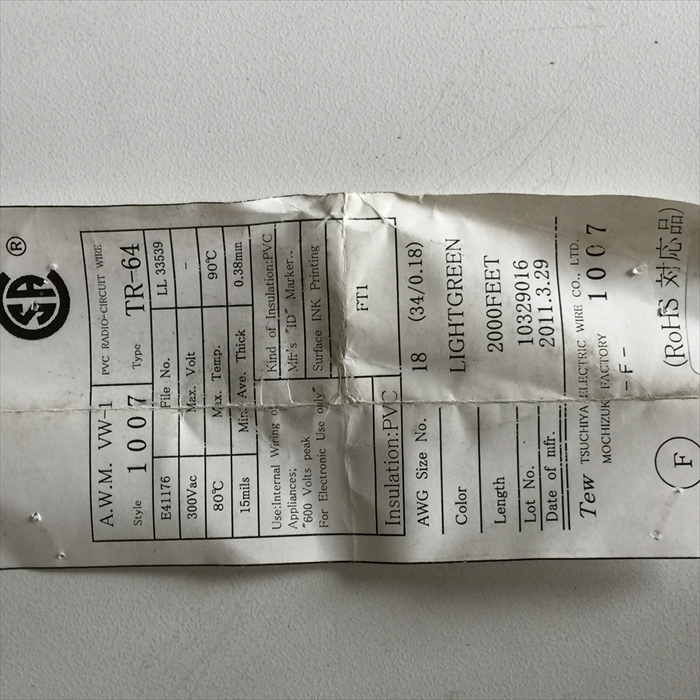 ®
A.W.M. VW-1 PVC RADIO-CIRCUIT WIRE
Style 1007 Type TR-64
E41176 File No. LL 33539
300Vac Max. Volt -
80℃ Max. Temp. 90℃
15mils Min. Ave. Thick 0.38mm
Use:Internal Wiring of
Appliances;
"600 Volts peak
For Electronic Use only"
Kind of Insulation:PVC
Mfr's "ID" Marker..
Surface INK Printing
Insulation:PVC FT1
AWG Size No. 18 (34/0.18)
Color LIGHTGREEN
Length 2000FEET
Lot No. 10329016
Date of mfr. 2011.3.29
Tew TSUCHIYA ELECTRIC WIRE CO., LTD.
MOCHIZUKI FACTORY 1007
-F-
F (RoHS 対応品)